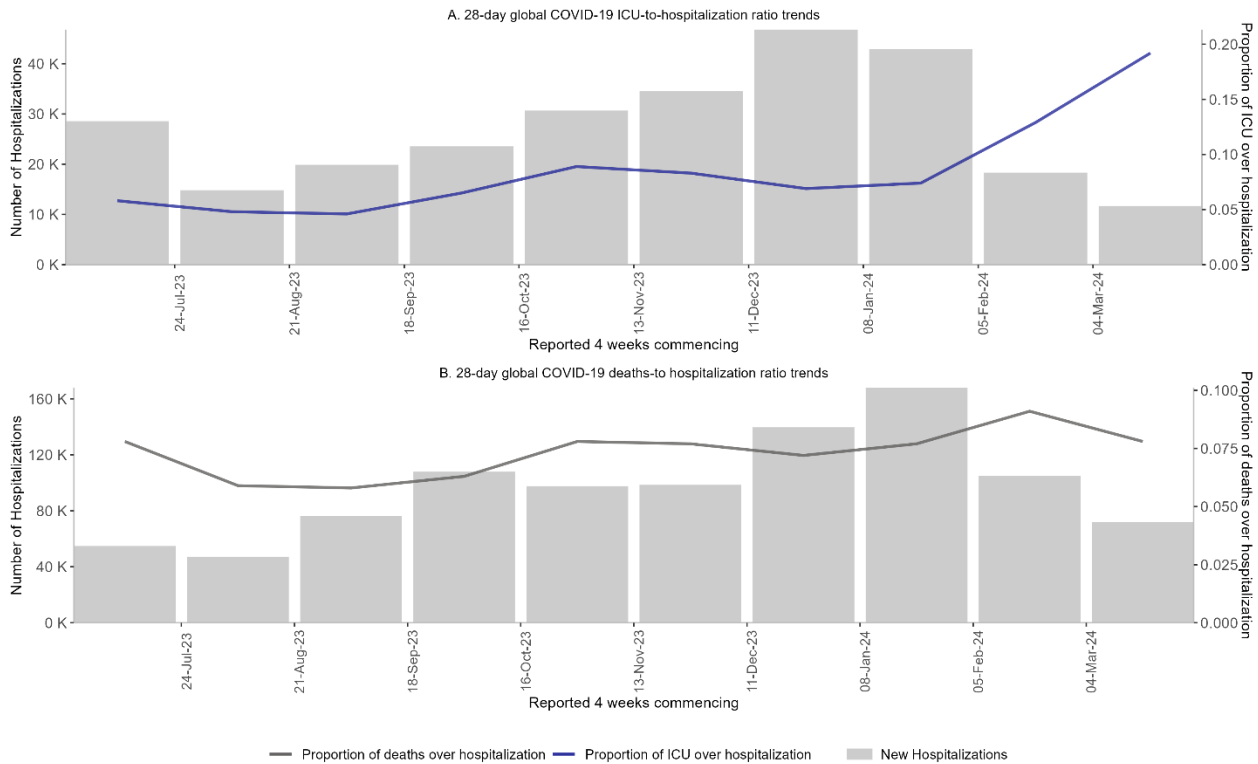 A. 28-day global COVID-19 ICU-to-hospitalization ratio trends
Number of Hospitalizations
40 K
30 K
20 K
10 K
0 K
0.20
0.15
0.10
0.05
0.00
Proportion of ICU over hospitalization
24-Jul-23
21-Aug-23
18-Sep-23
16-Oct-23
13-Nov-23
11-Dec-23
08-Jan-24
05-Feb-24
04-Mar-24
Reported 4 weeks commencing
B. 28-day global COVID-19 deaths-to hospitalization ratio trends
Number of Hospitalizations
160 K
120 K
80 K
40 K
0 K
0.100
0.075
0.050
0.025
0.000
Proportion of deaths over hospitalization
24-Jul-23
21-Aug-23
18-Sep-23
16-Oct-23
13-Nov-23
11-Dec-23
08-Jan-24
05-Feb-24
04-Mar-24
Reported 4 weeks commencing
Proportion of deaths over hospitalization Proportion of ICU over hospitalization New Hospitalizations